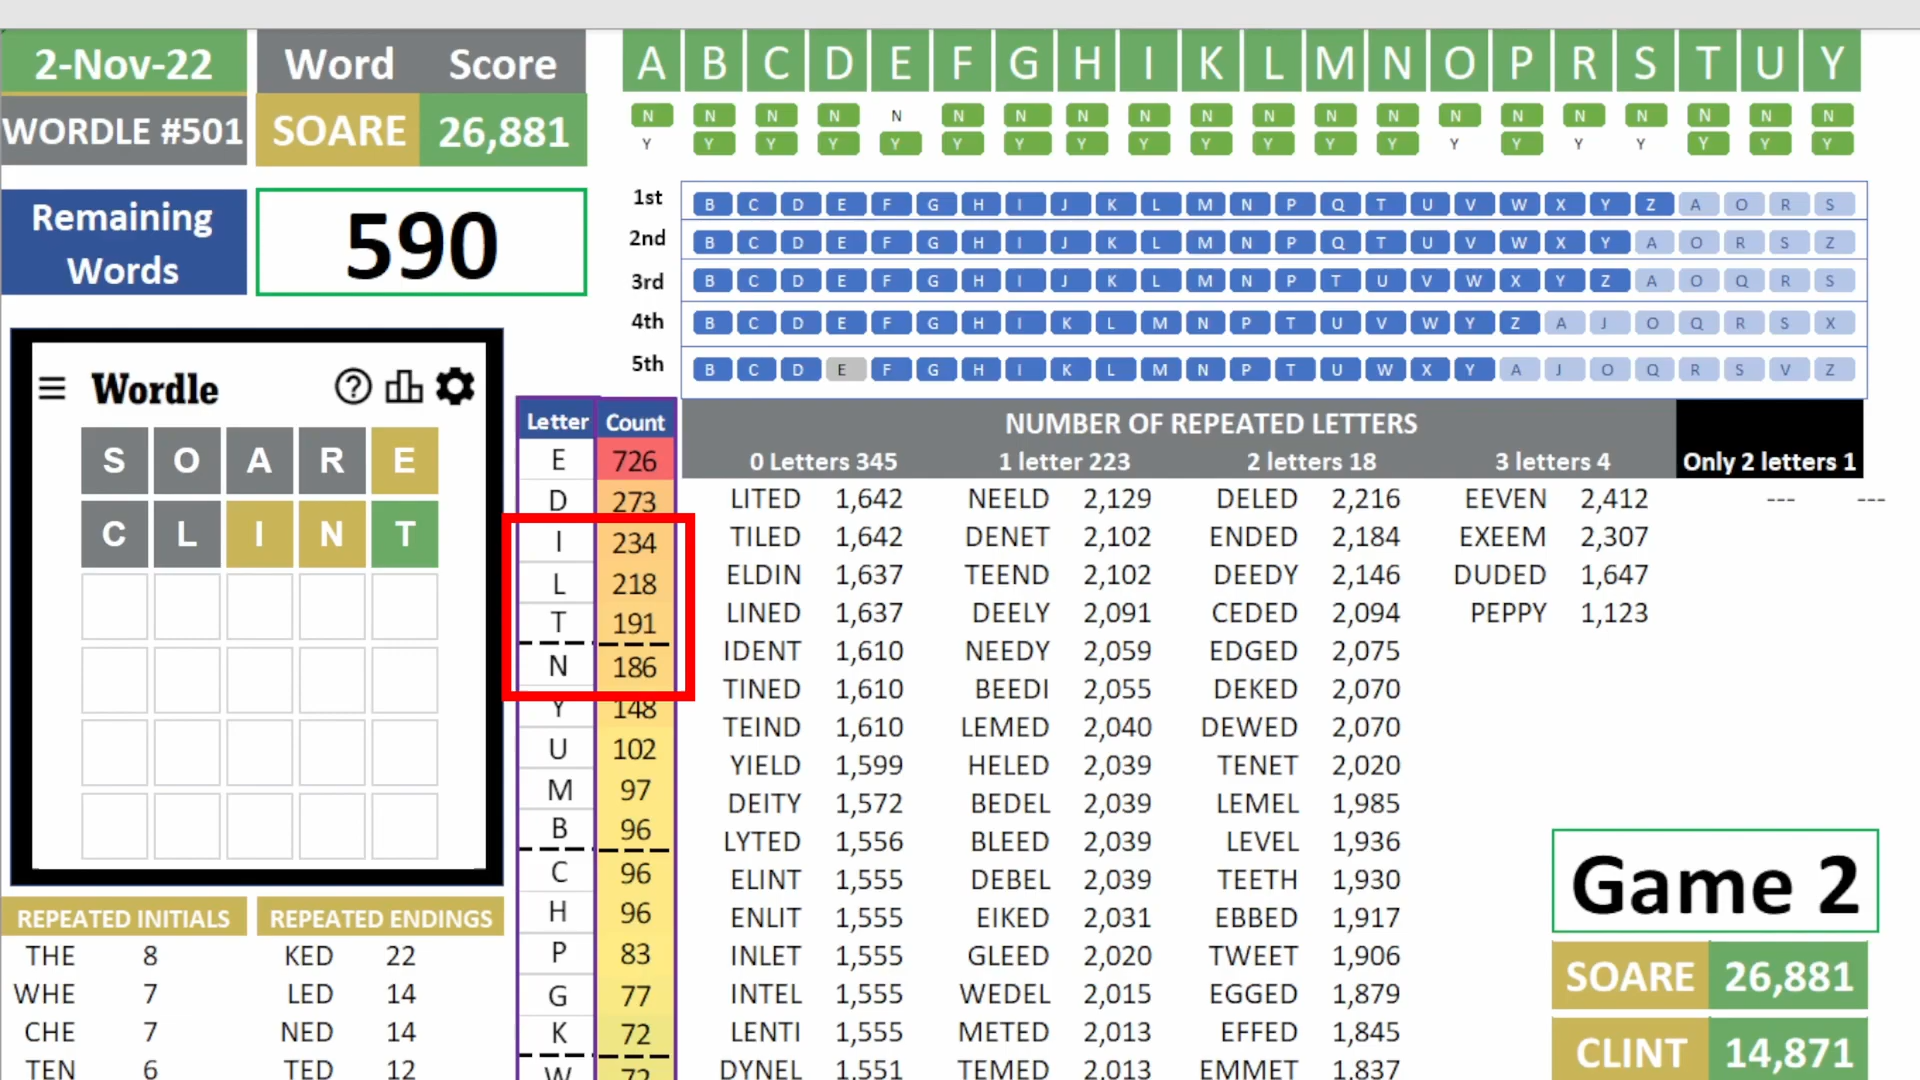 2-Nov-22 Word Score A B C D E F G H I K L M N O P R S T U Y
WORDLE #501 SOARE 26,881
N N N N N N N N N N N N N N N N N N N N
Y Y Y Y Y Y Y Y Y Y Y Y Y Y Y Y Y Y Y Y
Remaining Words 590
1st B C D E F G H I J K L M N P Q T U V W X Y Z A O R S
2nd B C D E F G H I J K L M N P Q T U V W X Y A O R S Z
3rd B C D E F G H I J K L M N P T U V W X Y Z A O Q R S
4th B C D E F G H I K L M N P T U V W Y Z A J O Q R S X
5th B C D E F G H I K L M N P T U W X Y A J O Q R S V Z
Wordle
S O A R E
C L I N T
Letter Count
E 726
D 273
I 234
L 218
T 191
N 186
Y 148
U 102
M 97
B 96
C 96
H 96
P 83
G 77
K 72
W 72
NUMBER OF REPEATED LETTERS
0 Letters 345 1 letter 223 2 letters 18 3 letters 4 Only 2 letters 1
LITED 1,642 NEELD 2,129 DELED 2,216 EEVEN 2,412 --- ---
TILED 1,642 DENET 2,102 ENDED 2,184 EXEEM 2,307
ELDIN 1,637 TEEND 2,102 DEEDY 2,146 DUDED 1,647
LINED 1,637 DEELY 2,091 CEDED 2,094 PEPPY 1,123
IDENT 1,610 NEEDY 2,059 EDGED 2,075
TINED 1,610 BEEDI 2,055 DEKED 2,070
TEIND 1,610 LEMED 2,040 DEWED 2,070
YIELD 1,599 HELED 2,039 TENET 2,020
DEITY 1,572 BEDEL 2,039 LEMEL 1,985
LYTED 1,556 BLEED 2,039 LEVEL 1,936
ELINT 1,555 DEBEL 2,039 TEETH 1,930
ENLIT 1,555 EIKED 2,031 EBBED 1,917
INLET 1,555 GLEED 2,020 TWEET 1,906
INTEL 1,555 WEDEL 2,015 EGGED 1,879
LENTI 1,555 METED 2,013 EFFED 1,845
DYNEL 1,551 TEMED 2,013 EMMET 1,837
REPEATED INITIALS REPEATED ENDINGS
THE 8 KED 22
WHE 7 LED 14
CHE 7 NED 14
TEN 6 TED 12
Game 2
SOARE 26,881
CLINT 14,871